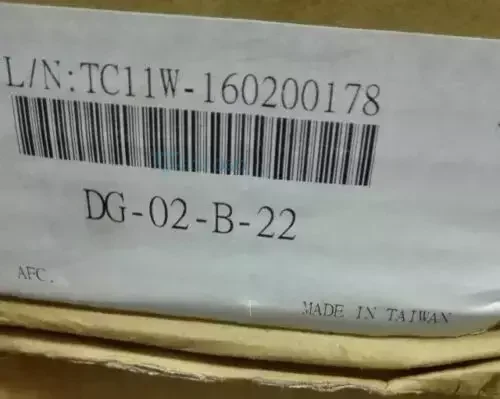 L/N:TC11W-160200178
DG-02-B-22
AFC.
MADE IN TAIWAN